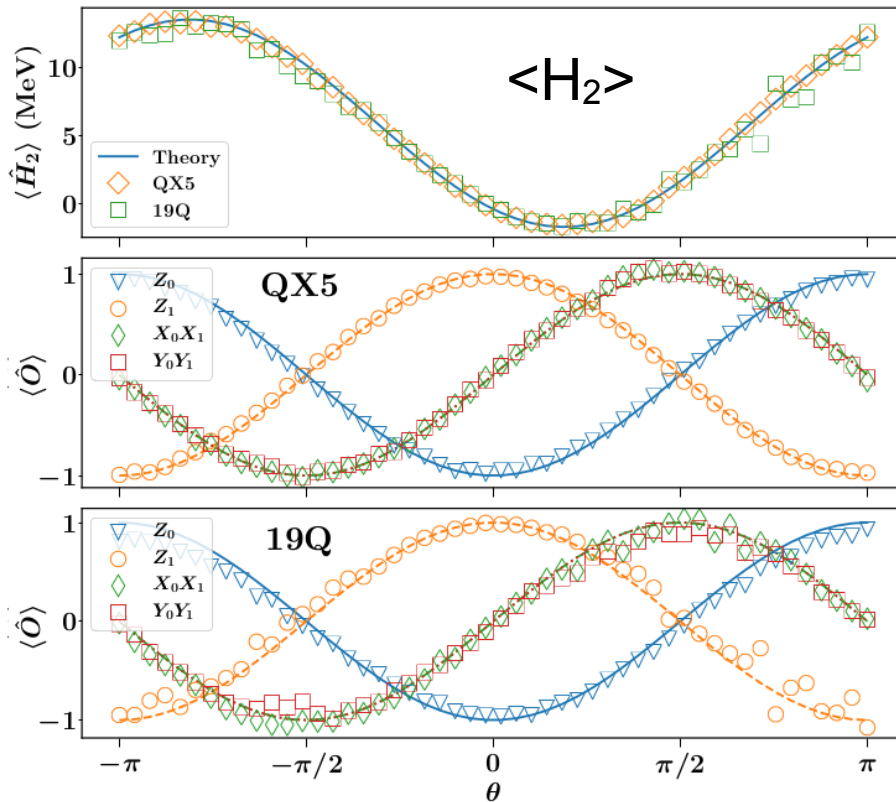 ⟨Ĥ₂⟩ (MeV)
10
5
0
<H₂>
Theory
QX5
19Q
⟨Ô⟩
1
0
−1
Z₀
Z₁
X₀X₁
Y₀Y₁
QX5
⟨Ô⟩
1
0
−1
Z₀
Z₁
X₀X₁
Y₀Y₁
19Q
−π −π/2 0 π/2 π
θ